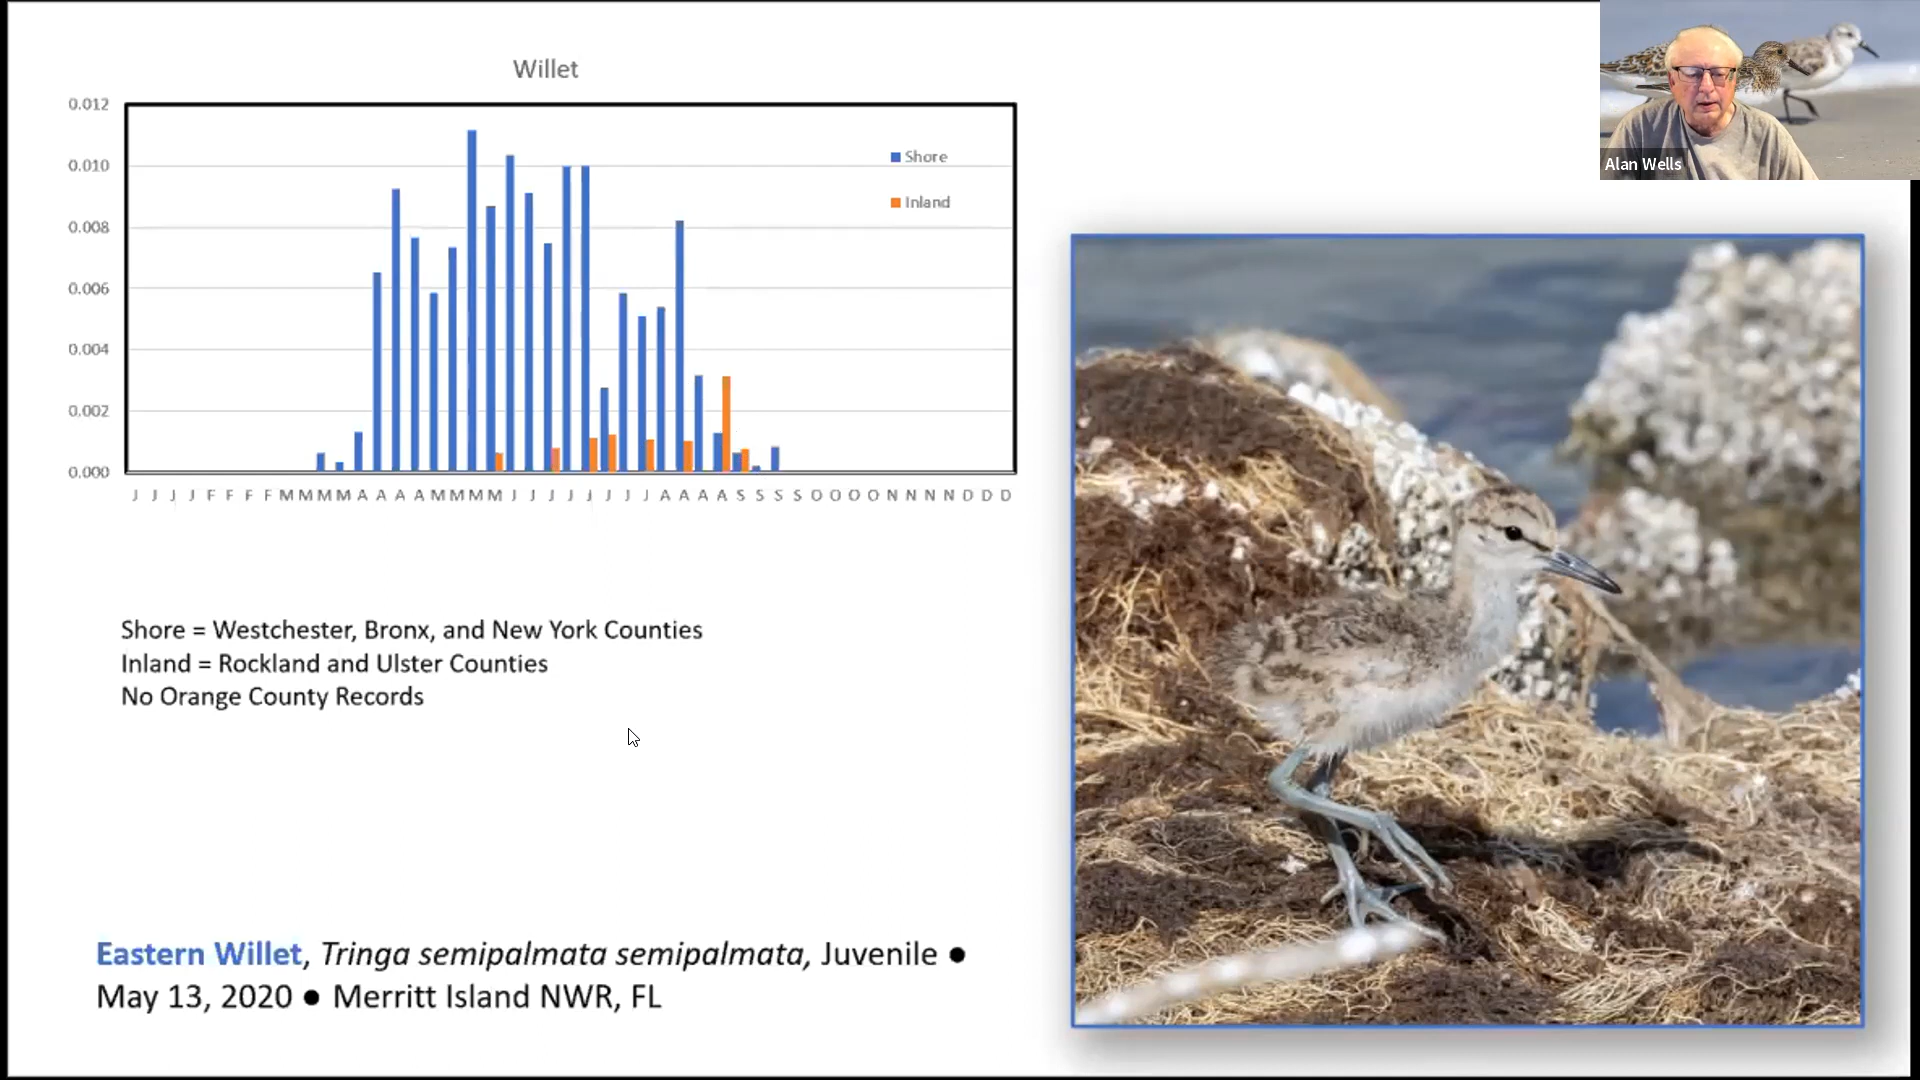 Willet
0.012
0.010
0.008
0.006
0.004
0.002
0.000
Shore
Inland
J J J J F F F F M M M M A A A A M M M M J J J J J J J J A A A A A S S S S O O O O N N N N D D D
Alan Wells
Shore = Westchester, Bronx, and New York Counties
Inland = Rockland and Ulster Counties
No Orange County Records
Eastern Willet, Tringa semipalmata semipalmata, Juvenile ●
May 13, 2020 ● Merritt Island NWR, FL